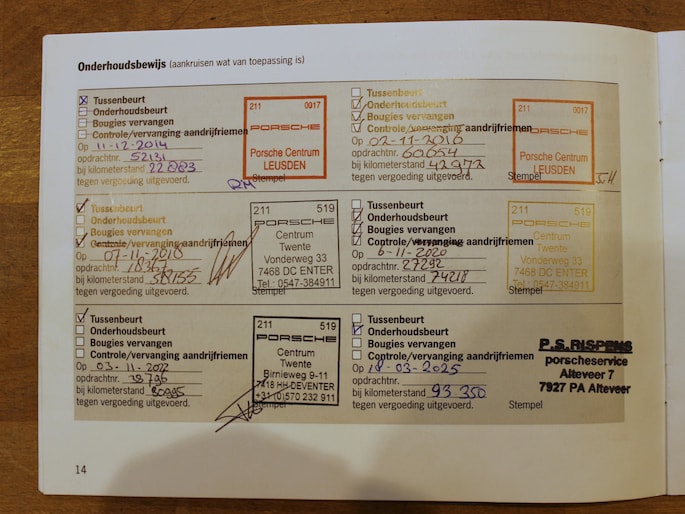 Onderhoudsbewijs (aankruisen wat van toepassing is)
Tussenbeurt
Onderhoudsbeurt
Bougies vervangen
Controle/vervanging aandrijfriemen
Op 11-12-2014
opdrachtnr. 52131
bij kilometerstand 22883
tegen vergoeding uitgevoerd.
Stempel
211 0017
PORSCHE
Porsche Centrum
LEUSDEN
Tussenbeurt
Onderhoudsbeurt
Bougies vervangen
Controle/vervanging aandrijfriemen
Op 02-11-2016
opdrachtnr. 60654
bij kilometerstand 42972
tegen vergoeding uitgevoerd.
Stempel
211 0017
PORSCHE
Porsche Centrum
LEUSDEN
Tussenbeurt
Onderhoudsbeurt
Bougies vervangen
Controle/vervanging aandrijfriemen
Op 07-11-2018
opdrachtnr. 18367
bij kilometerstand
tegen vergoeding uitgevoerd.
Stempel
211 519
PORSCHE
Centrum
Twente
Vonderweg 33
7468 DC ENTER
Tel.: 0547-384911
Tussenbeurt
Onderhoudsbeurt
Bougies vervangen
Controle/vervanging aandrijfriemen
Op 6-11-2020
opdrachtnr. 27292
bij kilometerstand 74218
tegen vergoeding uitgevoerd.
Stempel
211 519
PORSCHE
Centrum
Twente
Vonderweg 33
7468 DC ENTER
Tel.: 0547-384911
Tussenbeurt
Onderhoudsbeurt
Bougies vervangen
Controle/vervanging aandrijfriemen
Op 03-11-2022
opdrachtnr. 38796
bij kilometerstand 80995
tegen vergoeding uitgevoerd.
Stempel
211 519
PORSCHE
Centrum
Twente
Birnieweg 9-11
7418 HH DEVENTER
+31 (0)570 232 911
Tussenbeurt
Onderhoudsbeurt
Bougies vervangen
Controle/vervanging aandrijfriemen
Op 18-03-2025
opdrachtnr.
bij kilometerstand 93 350
tegen vergoeding uitgevoerd.
Stempel
P.S. RISPENS
porscheservice
Alteveer 7
7927 PA Alteveer
14